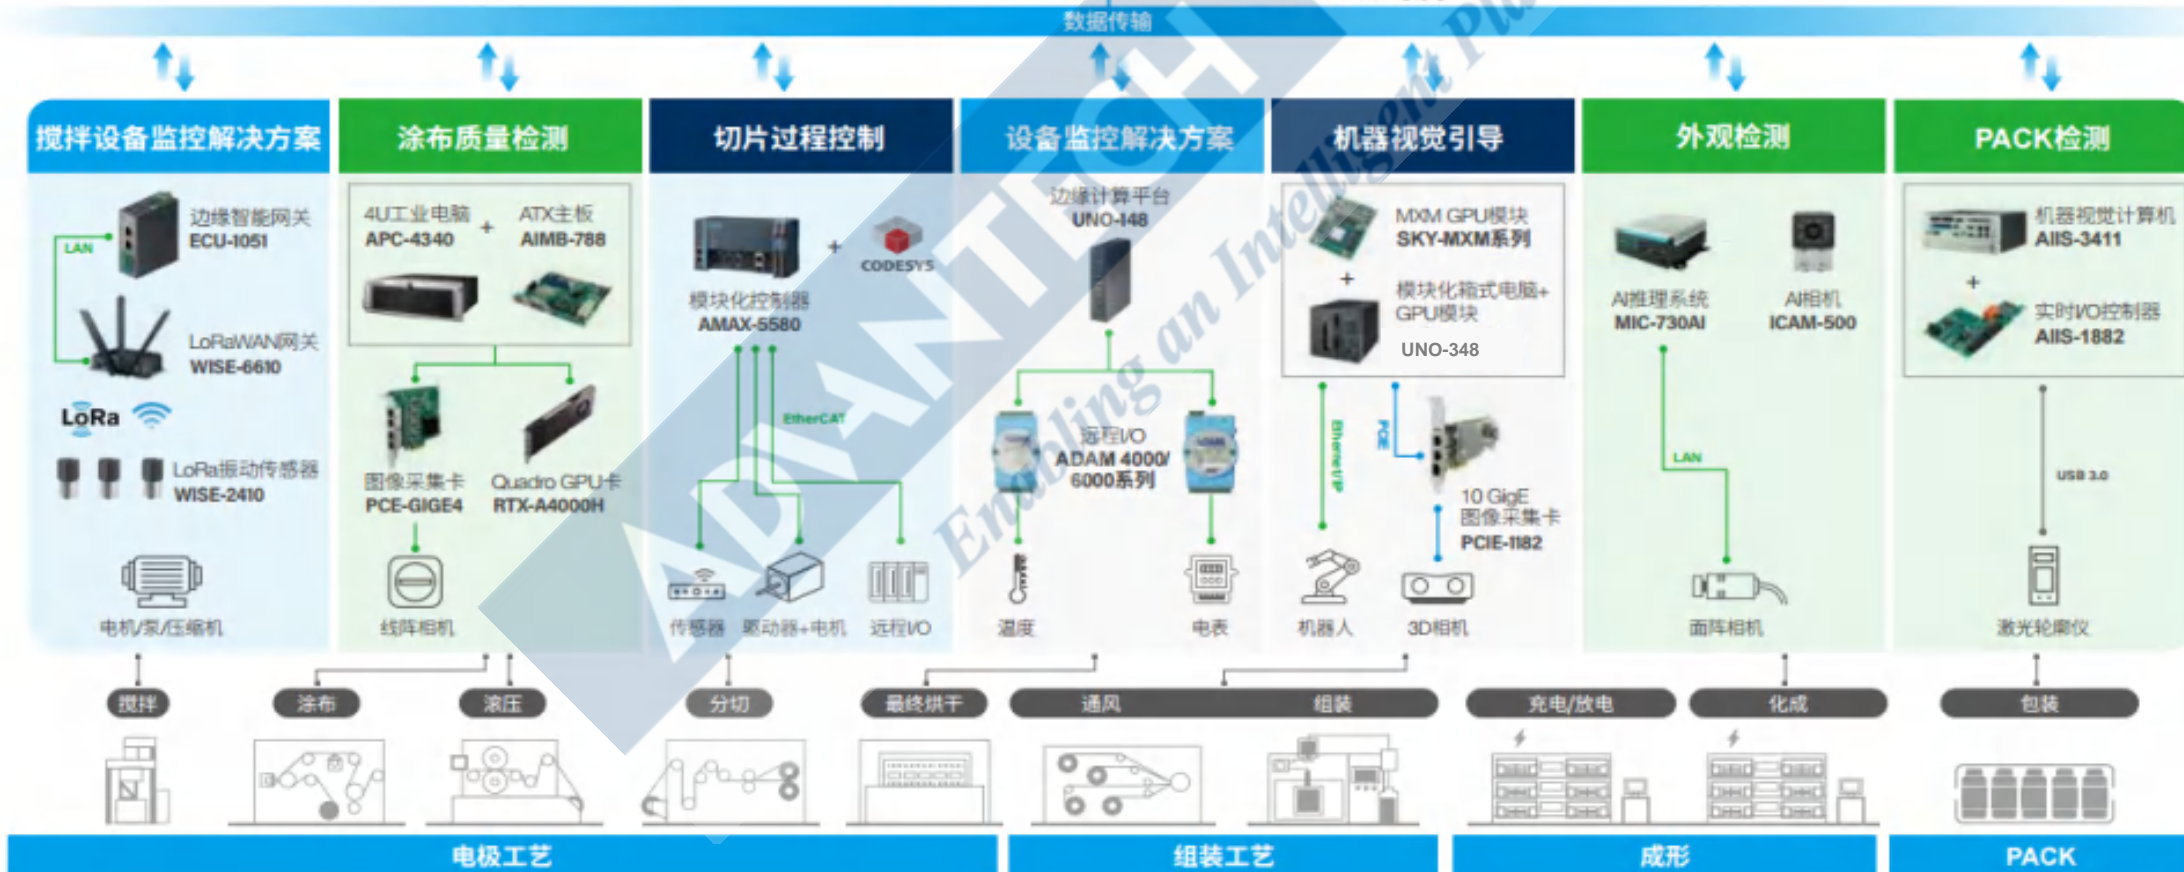 数据传输
搅拌设备监控解决方案
边缘智能网关
ECU-1051
LAN
LoRaWAN网关
WISE-6610
LoRa
LoRa振动传感器
WISE-2410
电机/泵/压缩机
涂布质量检测
4U工业电脑
APC-4340
+
ATX主板
AIMB-788
图像采集卡
PCE-GIGE4
Quadro GPU卡
RTX-A4000H
线阵相机
切片过程控制
+
CODESYS
模块化控制器
AMAX-5580
EtherCAT
传感器
驱动器+电机
远程I/O
设备监控解决方案
边缘计算平台
UNO-148
远程I/O
ADAM 4000/
6000系列
温度
电表
机器视觉引导
MXM GPU模块
SKY-MXM系列
+
模块化箱式电脑+
GPU模块
UNO-348
Ethernet/IP
PCIE
10 GigE
图像采集卡
PCIE-1182
机器人
3D相机
外观检测
AI推理系统
MIC-730AI
AI相机
ICAM-500
LAN
面阵相机
PACK检测
机器视觉计算机
AIIS-3411
+
实时I/O控制器
AIIS-1882
USB 3.0
激光轮廓仪
搅拌
涂布
滚压
分切
最终烘干
通风
组装
充电/放电
化成
包装
电极工艺
组装工艺
成形
PACK
ADVANTECH
Enabling an Intelligent